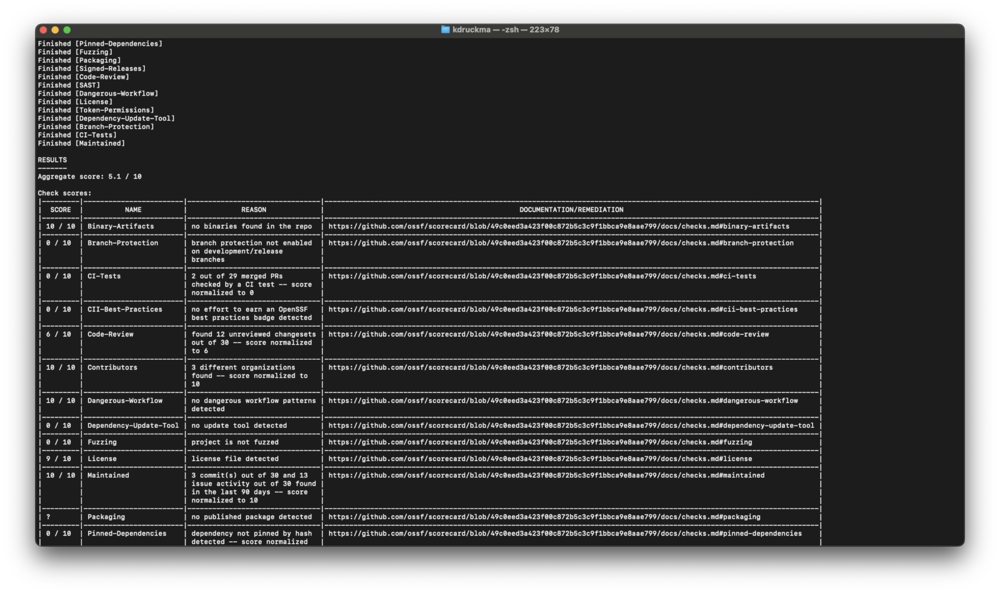 kdruckma — -zsh — 223×78
Finished [Pinned-Dependencies]
Finished [Fuzzing]
Finished [Packaging]
Finished [Signed-Releases]
Finished [Code-Review]
Finished [SAST]
Finished [Dangerous-Workflow]
Finished [License]
Finished [Token-Permissions]
Finished [Dependency-Update-Tool]
Finished [Branch-Protection]
Finished [CI-Tests]
Finished [Maintained]
RESULTS
-------
Aggregate score: 5.1 / 10
Check scores:
| SCORE | NAME | REASON | DOCUMENTATION/REMEDIATION |
| 10 / 10 | Binary-Artifacts | no binaries found in the repo | https://github.com/ossf/scorecard/blob/49c0eed3a423f00c872b5c3c9f1bbca9e8aae799/docs/checks.md#binary-artifacts |
| 0 / 10 | Branch-Protection | branch protection not enabled | https://github.com/ossf/scorecard/blob/49c0eed3a423f00c872b5c3c9f1bbca9e8aae799/docs/checks.md#branch-protection |
| | | on development/release | |
| | | branches | |
| 0 / 10 | CI-Tests | 2 out of 29 merged PRs | https://github.com/ossf/scorecard/blob/49c0eed3a423f00c872b5c3c9f1bbca9e8aae799/docs/checks.md#ci-tests |
| | | checked by a CI test -- score | |
| | | normalized to 0 | |
| 0 / 10 | CII-Best-Practices | no effort to earn an OpenSSF | https://github.com/ossf/scorecard/blob/49c0eed3a423f00c872b5c3c9f1bbca9e8aae799/docs/checks.md#cii-best-practices |
| | | best practices badge detected | |
| 6 / 10 | Code-Review | found 12 unreviewed changesets | https://github.com/ossf/scorecard/blob/49c0eed3a423f00c872b5c3c9f1bbca9e8aae799/docs/checks.md#code-review |
| | | out of 30 -- score normalized | |
| | | to 6 | |
| 10 / 10 | Contributors | 3 different organizations | https://github.com/ossf/scorecard/blob/49c0eed3a423f00c872b5c3c9f1bbca9e8aae799/docs/checks.md#contributors |
| | | found -- score normalized to | |
| | | 10 | |
| 10 / 10 | Dangerous-Workflow | no dangerous workflow patterns | https://github.com/ossf/scorecard/blob/49c0eed3a423f00c872b5c3c9f1bbca9e8aae799/docs/checks.md#dangerous-workflow |
| | | detected | |
| 0 / 10 | Dependency-Update-Tool | no update tool detected | https://github.com/ossf/scorecard/blob/49c0eed3a423f00c872b5c3c9f1bbca9e8aae799/docs/checks.md#dependency-update-tool |
| 0 / 10 | Fuzzing | project is not fuzzed | https://github.com/ossf/scorecard/blob/49c0eed3a423f00c872b5c3c9f1bbca9e8aae799/docs/checks.md#fuzzing |
| 9 / 10 | License | license file detected | https://github.com/ossf/scorecard/blob/49c0eed3a423f00c872b5c3c9f1bbca9e8aae799/docs/checks.md#license |
| 10 / 10 | Maintained | 3 commit(s) out of 30 and 13 | https://github.com/ossf/scorecard/blob/49c0eed3a423f00c872b5c3c9f1bbca9e8aae799/docs/checks.md#maintained |
| | | issue activity out of 30 found | |
| | | in the last 90 days -- score | |
| | | normalized to 10 | |
| ? | Packaging | no published package detected | https://github.com/ossf/scorecard/blob/49c0eed3a423f00c872b5c3c9f1bbca9e8aae799/docs/checks.md#packaging |
| 0 / 10 | Pinned-Dependencies | dependency not pinned by hash | https://github.com/ossf/scorecard/blob/49c0eed3a423f00c872b5c3c9f1bbca9e8aae799/docs/checks.md#pinned-dependencies |
| | | detected -- score normalized | |